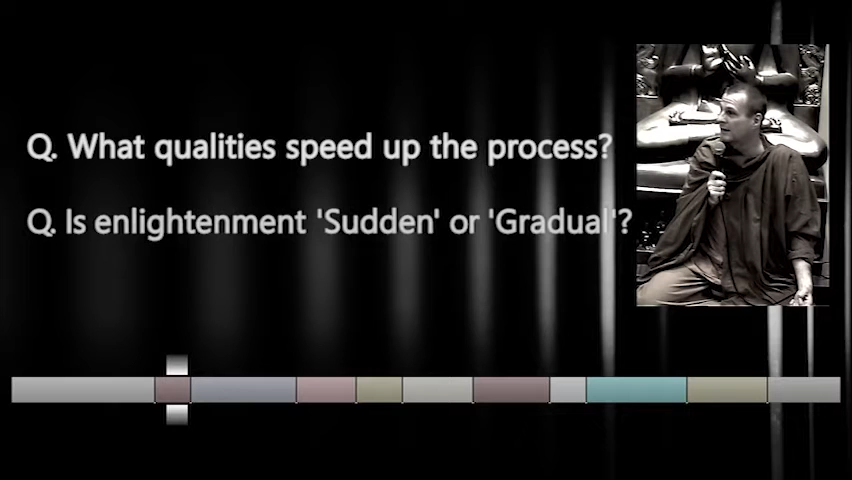 Q. What qualities speed up the process?
Q. Is enlightenment 'Sudden' or 'Gradual'?